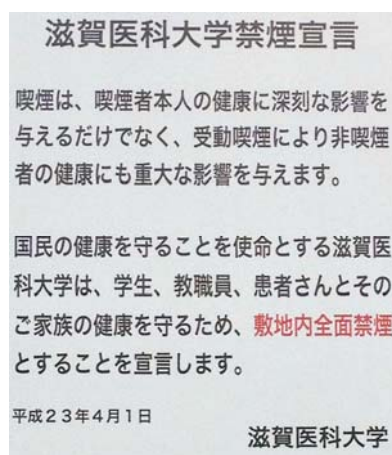 滋賀医科大学禁煙宣言
喫煙は、喫煙者本人の健康に深刻な影響を
与えるだけでなく、受動喫煙により非喫煙
者の健康にも重大な影響を与えます。
国民の健康を守ることを使命とする滋賀医
科大学は、学生、教職員、患者さんとその
ご家族の健康を守るため、敷地内全面禁煙
とすることを宣言します。
平成２３年４月１日
滋賀医科大学